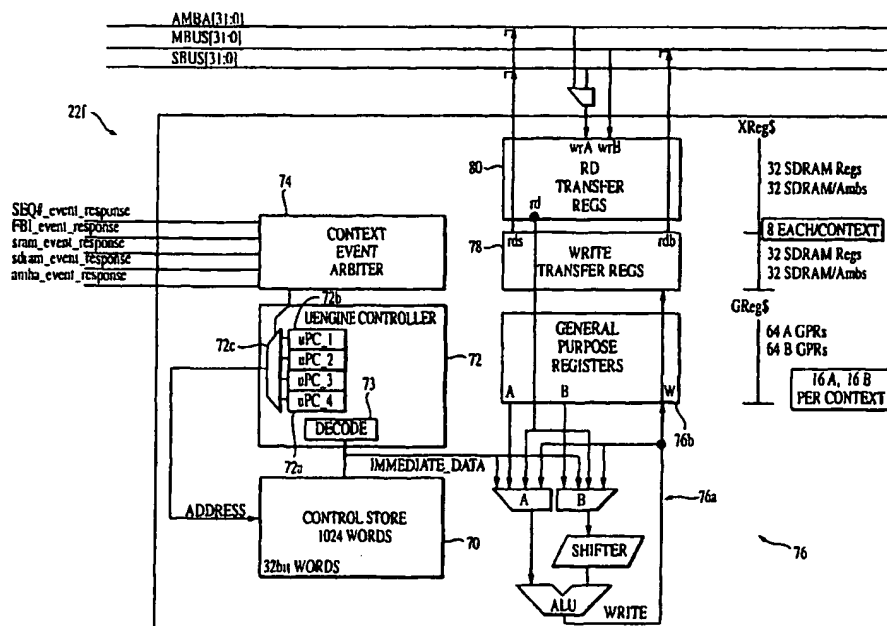 AMBA[31:0]
MBUS[31:0]
SBUS[31:0]
22f
XReg$
wrA wrB
80
RD
TRANSFER
REGS
rd
32 SDRAM Regs
32 SDRAM/Ambs
74
SEQ#_event_response
FBI_event_response
sram_event_response
sdram_event_response
amba_event_response
CONTEXT
EVENT
ARBITER
rds
rdb
78
WRITE
TRANSFER REGS
8 EACH/CONTEXT
32 SDRAM Regs
32 SDRAM/Ambs
72b
UENGINE CONTROLLER
72c
uPC_1
uPC_2
uPC_3
uPC_4
72
73
DECODE
72a
GENERAL
PURPOSE
REGISTERS
A
B
W
GReg$
64 A GPRs
64 B GPRs
16 A, 16 B
PER CONTEXT
76b
IMMEDIATE_DATA
A
B
76a
ADDRESS
CONTROL STORE
1024 WORDS
32bit WORDS
70
SHIFTER
76
ALU
WRITE